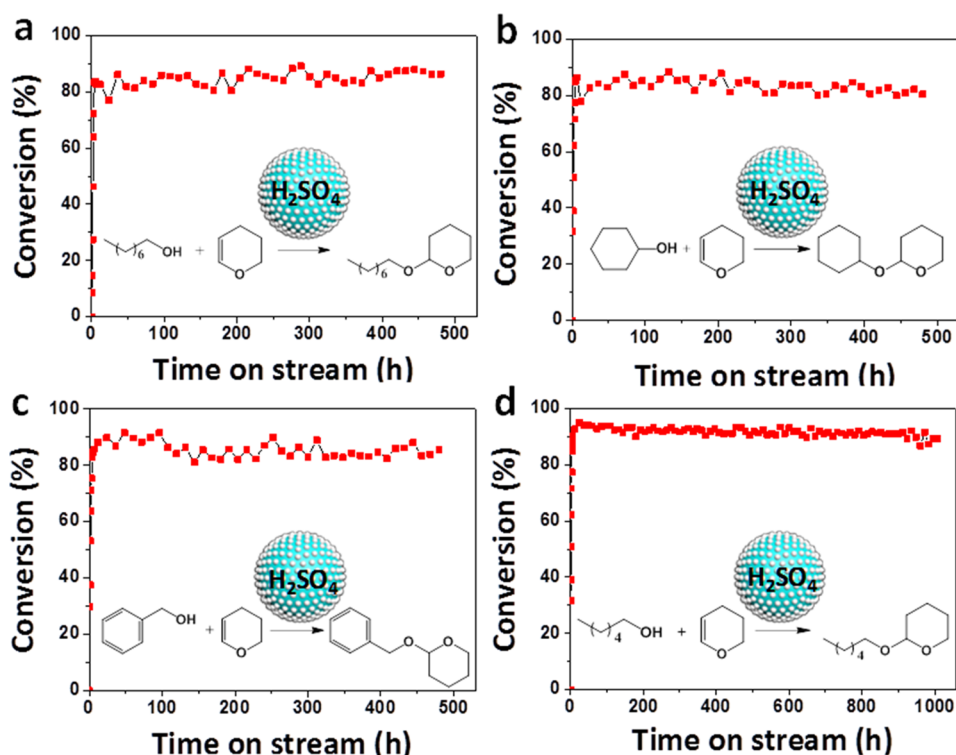 a
100
80
60
40
20
0
Conversion (%)
H₂SO₄
( )₆ OH + O
( )₆ O O
0 100 200 300 400 500
Time on stream (h)
b
100
80
60
40
20
0
Conversion (%)
H₂SO₄
OH + O
O O
0 100 200 300 400 500
Time on stream (h)
c
100
80
60
40
20
0
Conversion (%)
H₂SO₄
OH + O
O O
0 100 200 300 400 500
Time on stream (h)
d
100
80
60
40
20
0
Conversion (%)
H₂SO₄
( )₄ OH + O
( )₄ O O
0 200 400 600 800 1000
Time on stream (h)